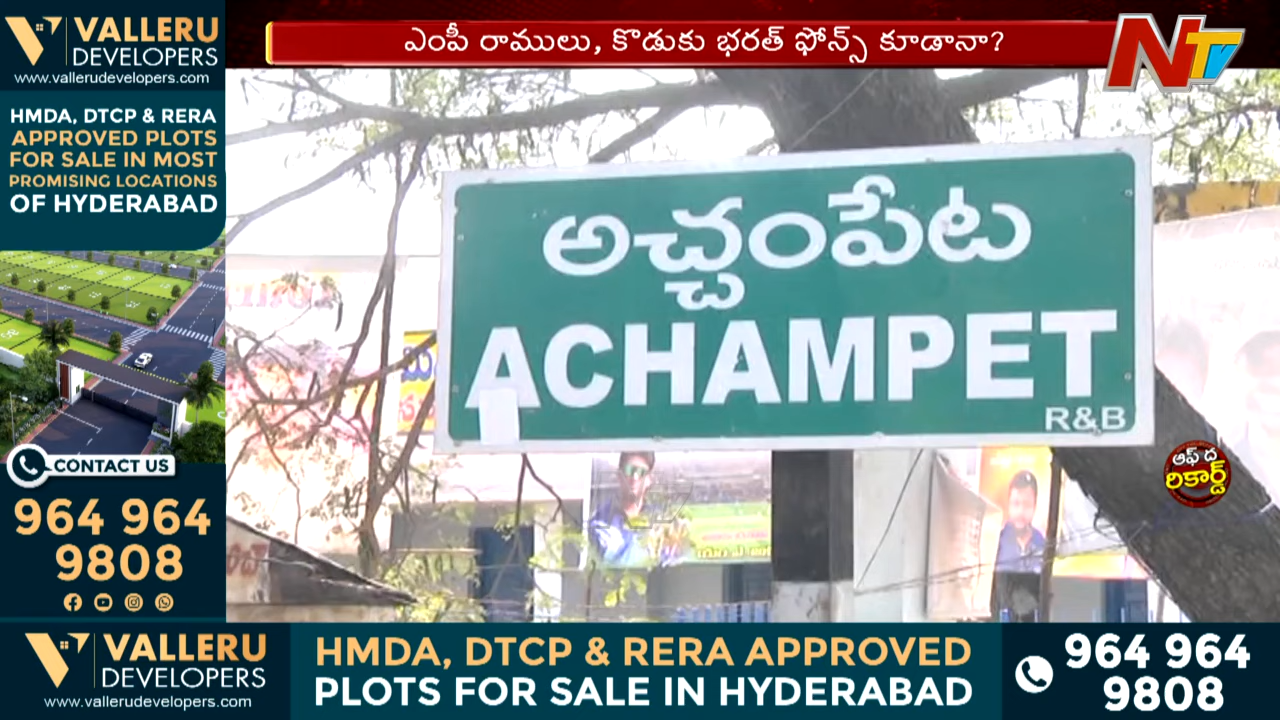 VALLERU
DEVELOPERS
www.vallerudevelopers.com
HMDA, DTCP & RERA
APPROVED PLOTS
FOR SALE IN MOST
PROMISING LOCATIONS
OF HYDERABAD
CONTACT US
964 964
9808
ఎంపీ రాములు, కొడుకు భరత్ ఫోన్స్ కూడానా?
NTV
అచ్చంపేట
ACHAMPET
R&B
ఆఫ్ ద
రికార్డ్
VALLERU
DEVELOPERS
www.vallerudevelopers.com
HMDA, DTCP & RERA APPROVED
PLOTS FOR SALE IN HYDERABAD
964 964
9808